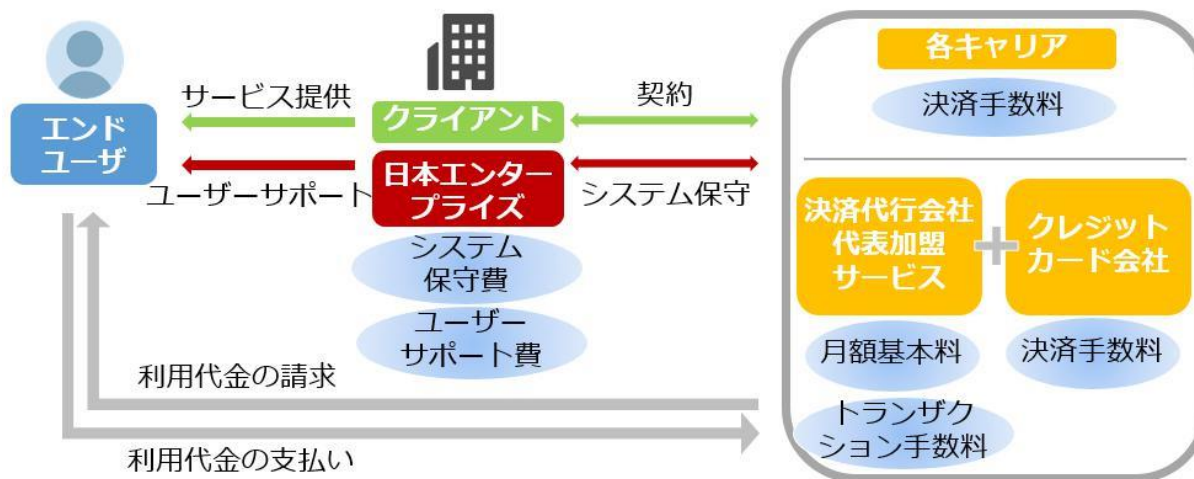 各キャリア
決済手数料
サービス提供
契約
エンド
ユーザ
クライアント
日本エンター
プライズ
ユーザーサポート
システム保守
システム
保守費
ユーザー
サポート費
決済代行会社
代表加盟
サービス
クレジット
カード会社
月額基本料
決済手数料
トランザク
ション手数料
利用代金の請求
利用代金の支払い